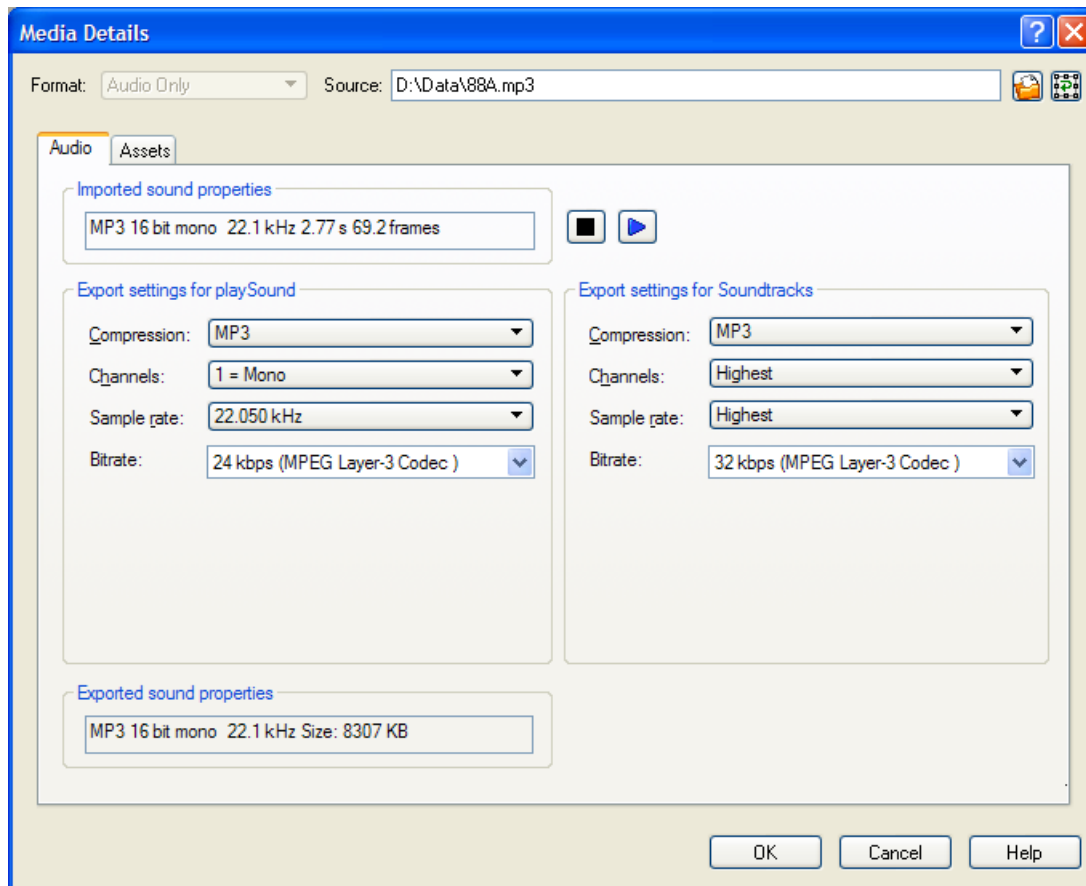 Media Details
Format: Audio Only Source: D:\Data\88A.mp3
Audio Assets
Imported sound properties
MP3 16 bit mono 22.1 kHz 2.77 s 69.2 frames
Export settings for playSound
Compression: MP3
Channels: 1 = Mono
Sample rate: 22.050 kHz
Bitrate: 24 kbps (MPEG Layer-3 Codec )
Export settings for Soundtracks
Compression: MP3
Channels: Highest
Sample rate: Highest
Bitrate: 32 kbps (MPEG Layer-3 Codec )
Exported sound properties
MP3 16 bit mono 22.1 kHz Size: 8307 KB
OK Cancel Help